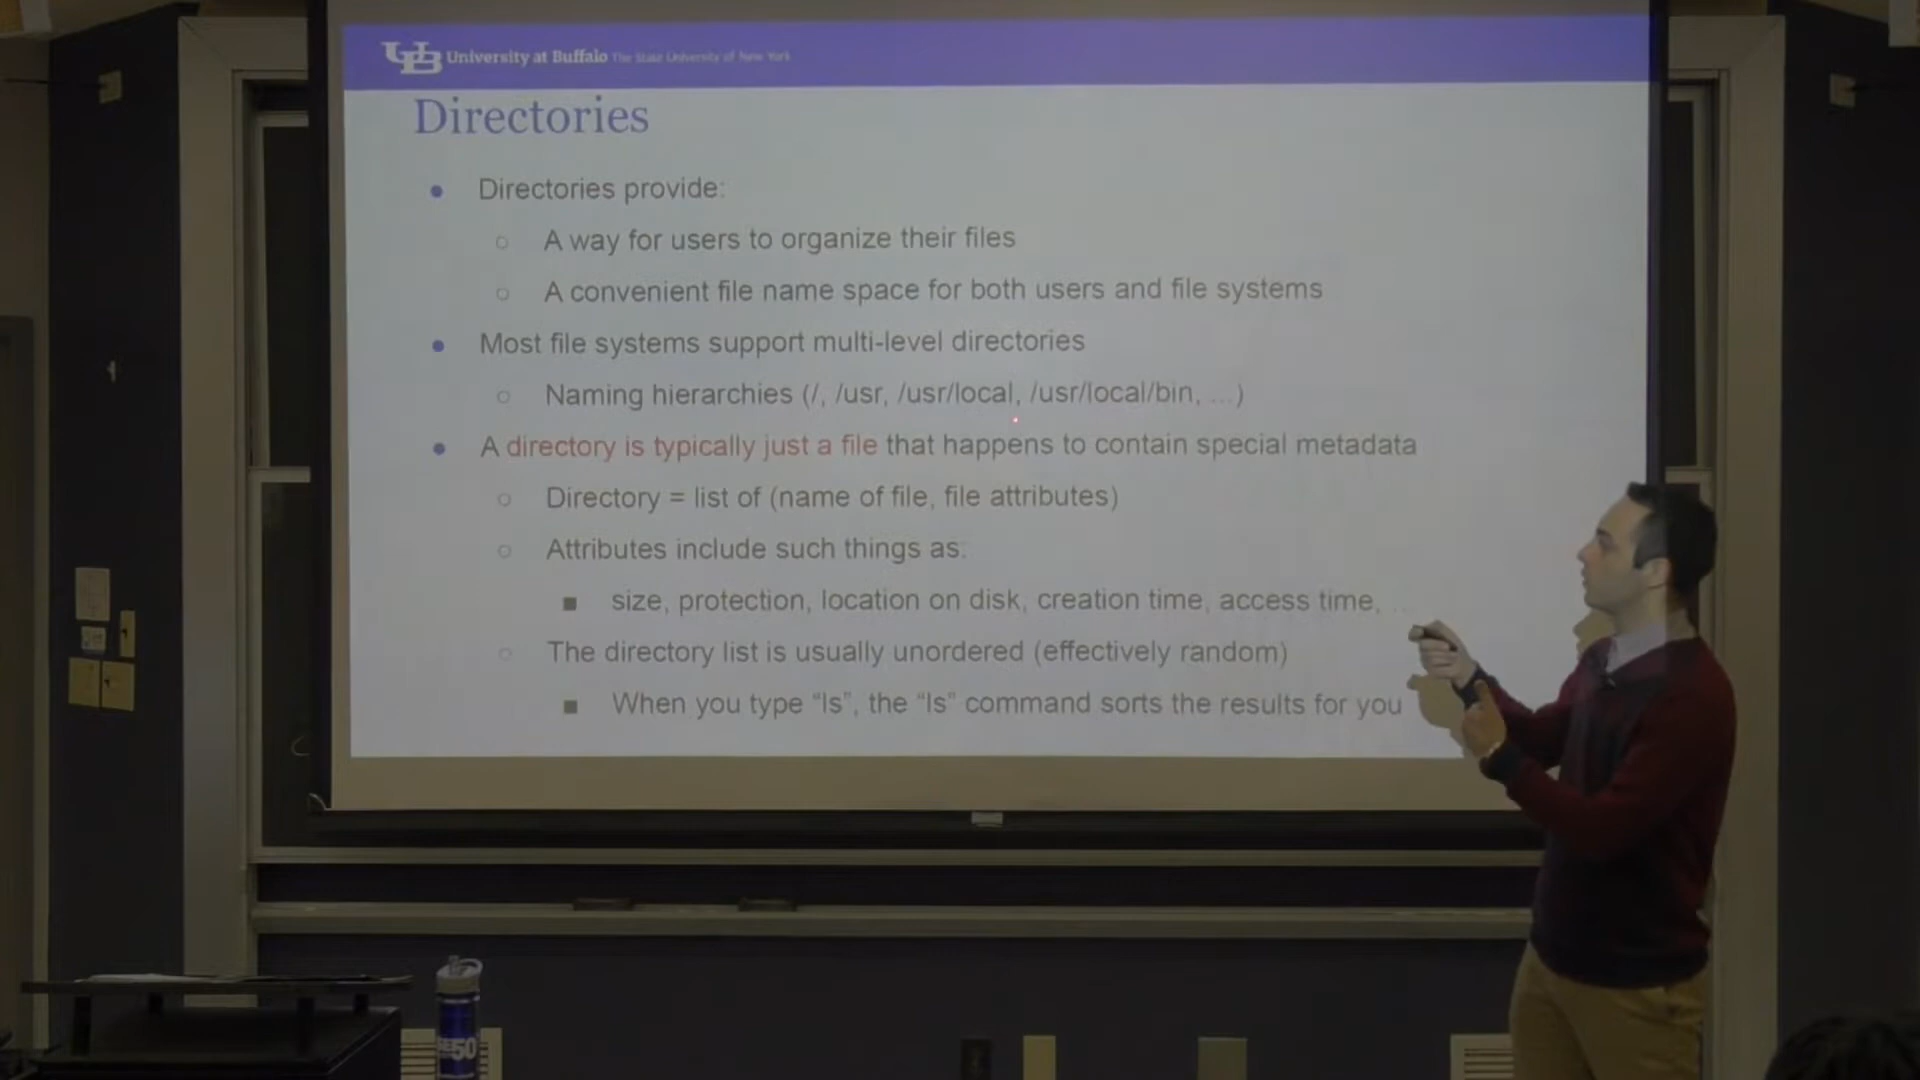 UB University at Buffalo The State University of New York
Directories
● Directories provide:
○ A way for users to organize their files
○ A convenient file name space for both users and file systems
● Most file systems support multi-level directories
○ Naming hierarchies (/, /usr, /usr/local, /usr/local/bin, ...)
● A directory is typically just a file that happens to contain special metadata
○ Directory = list of (name of file, file attributes)
○ Attributes include such things as:
■ size, protection, location on disk, creation time, access time, ...
○ The directory list is usually unordered (effectively random)
■ When you type “ls”, the “ls” command sorts the results for you
50